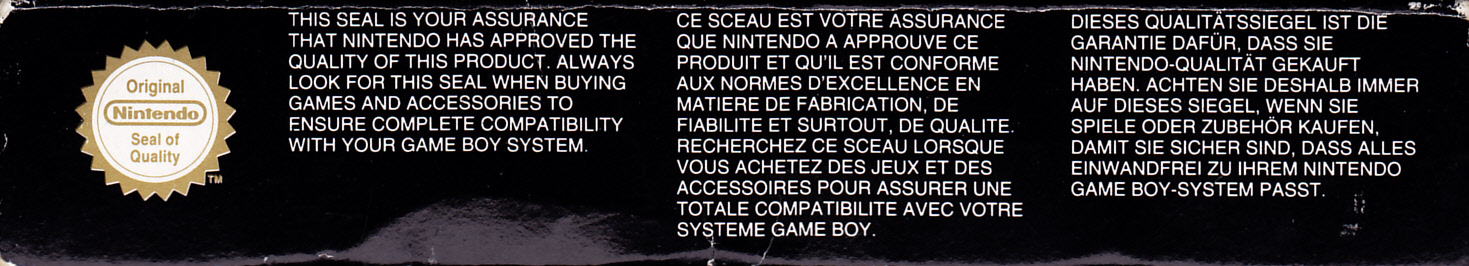 Original
Nintendo
Seal of
Quality
TM
THIS SEAL IS YOUR ASSURANCE
THAT NINTENDO HAS APPROVED THE
QUALITY OF THIS PRODUCT. ALWAYS
LOOK FOR THIS SEAL WHEN BUYING
GAMES AND ACCESSORIES TO
ENSURE COMPLETE COMPATIBILITY
WITH YOUR GAME BOY SYSTEM.
CE SCEAU EST VOTRE ASSURANCE
QUE NINTENDO A APPROUVE CE
PRODUIT ET QU'IL EST CONFORME
AUX NORMES D'EXCELLENCE EN
MATIERE DE FABRICATION, DE
FIABILITE ET SURTOUT, DE QUALITE.
RECHERCHEZ CE SCEAU LORSQUE
VOUS ACHETEZ DES JEUX ET DES
ACCESSOIRES POUR ASSURER UNE
TOTALE COMPATIBILITE AVEC VOTRE
SYSTEME GAME BOY.
DIESES QUALITÄTSSIEGEL IST DIE
GARANTIE DAFÜR, DASS SIE
NINTENDO-QUALITÄT GEKAUFT
HABEN. ACHTEN SIE DESHALB IMMER
AUF DIESES SIEGEL, WENN SIE
SPIELE ODER ZUBEHÖR KAUFEN,
DAMIT SIE SICHER SIND, DASS ALLES
EINWANDFREI ZU IHREM NINTENDO
GAME BOY-SYSTEM PASST.